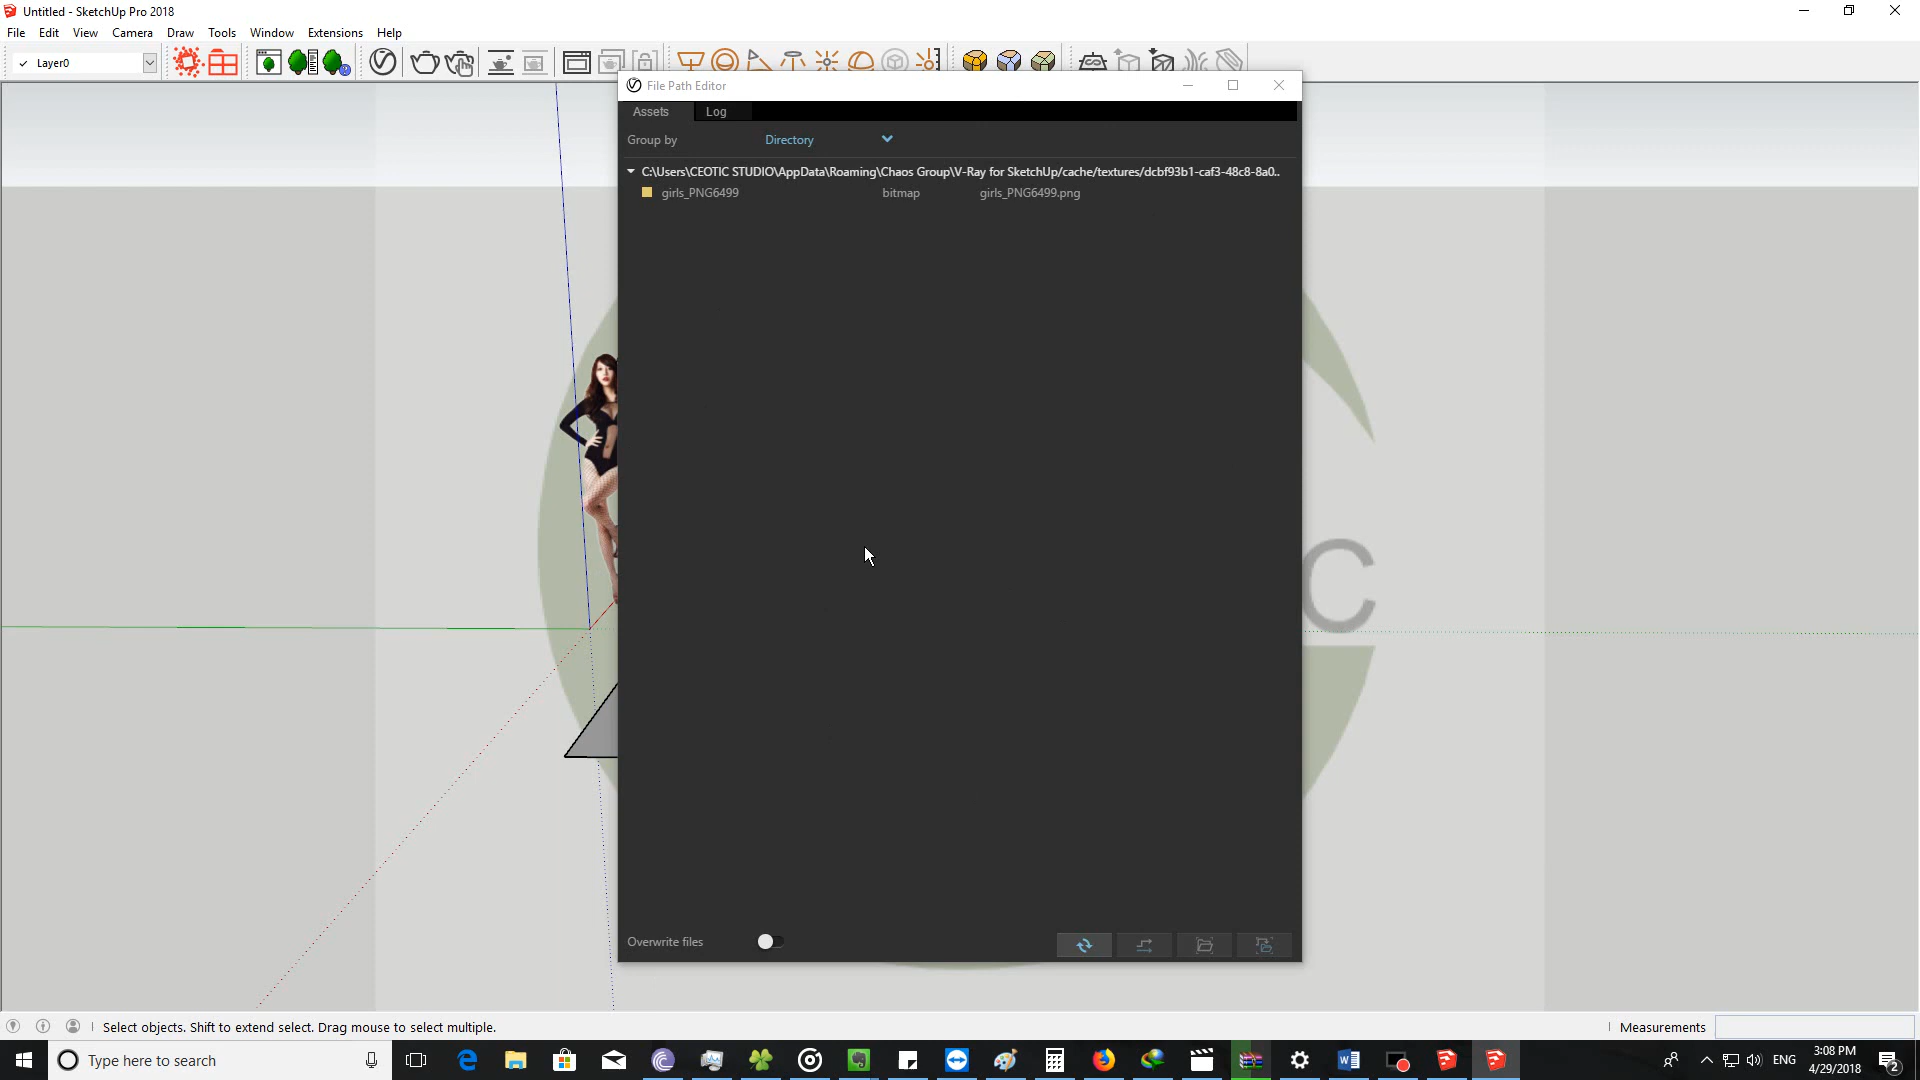 Untitled - SketchUp Pro 2018
File Edit View Camera Draw Tools Window Extensions Help
Layer0
File Path Editor
Assets Log
Group by Directory
C:\Users\CEOTIC STUDIO\AppData\Roaming\Chaos Group\V-Ray for SketchUp/cache/textures/dcbf93b1-caf3-48c8-8a0..
girls_PNG6499 bitmap girls_PNG6499.png
C
Overwrite files
Select objects. Shift to extend select. Drag mouse to select multiple.
Measurements
Type here to search
ENG
3:08 PM
4/29/2018
2